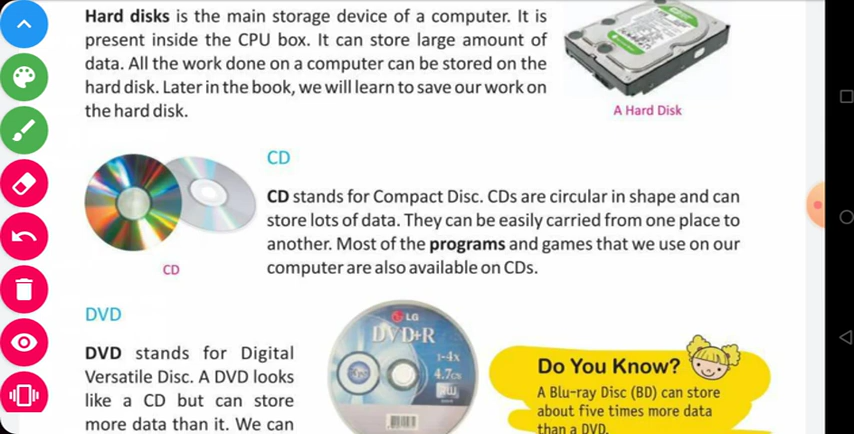 Hard disks is the main storage device of a computer. It is
present inside the CPU box. It can store large amount of
data. All the work done on a computer can be stored on the
hard disk. Later in the book, we will learn to save our work on
the hard disk.
A Hard Disk
CD
CD stands for Compact Disc. CDs are circular in shape and can
store lots of data. They can be easily carried from one place to
another. Most of the programs and games that we use on our
computer are also available on CDs.
CD
DVD
DVD stands for Digital
Versatile Disc. A DVD looks
like a CD but can store
more data than it. We can
LG
DVD+R
1-4x
4.7GB
Do You Know?
A Blu-ray Disc (BD) can store
about five times more data
than a DVD.